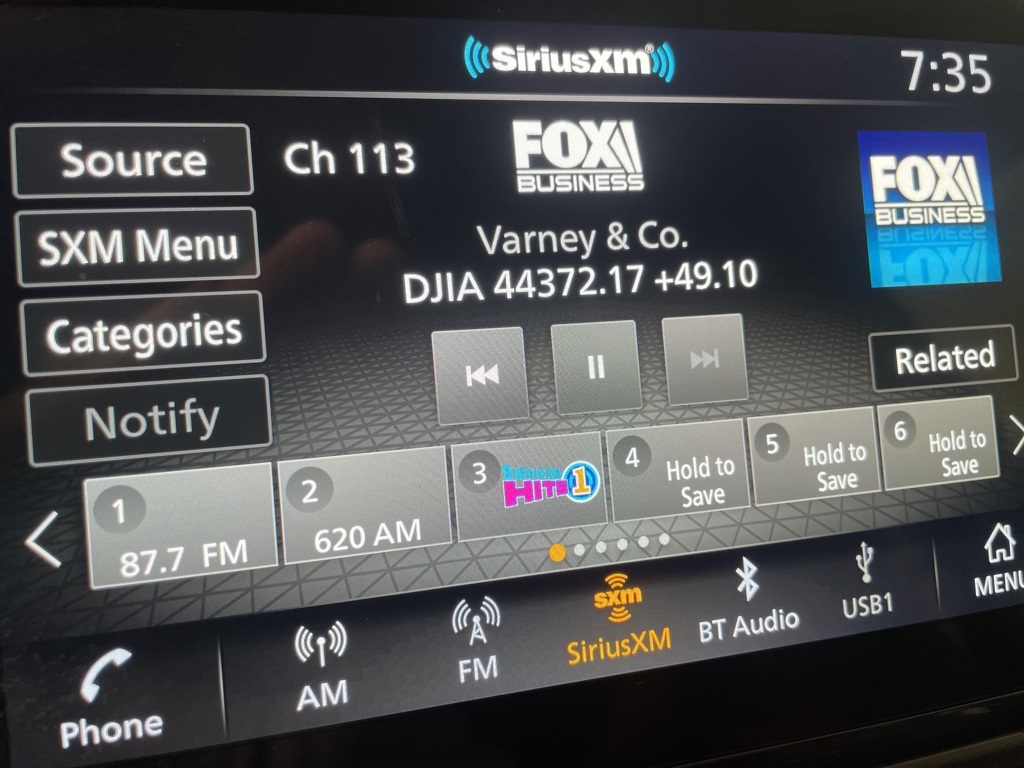 SiriusXM®
7:35
Source
Ch 113
FOX
BUSINESS
FOX
BUSINESS
SXM Menu
Varney & Co.
DJIA 44372.17 +49.10
Categories
Related
Notify
1
87.7 FM
2
620 AM
3
SiriusXM
HITS 1
4
Hold to
Save
5
Hold to
Save
6
Hold to
Save
Phone
AM
FM
sxm
SiriusXM
BT Audio
USB1
MENU